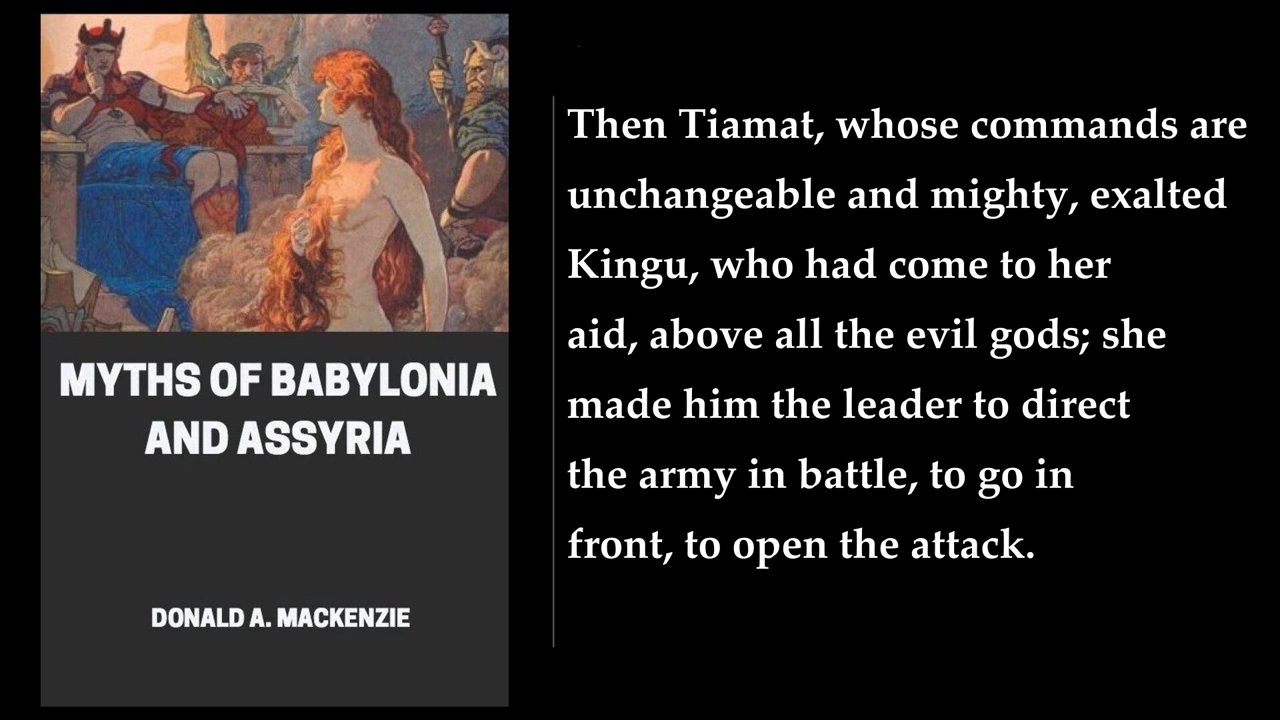 MYTHS OF BABYLONIA
AND ASSYRIA
DONALD A. MACKENZIE
Then Tiamat, whose commands are
unchangeable and mighty, exalted
Kingu, who had come to her
aid, above all the evil gods; she
made him the leader to direct
the army in battle, to go in
front, to open the attack.